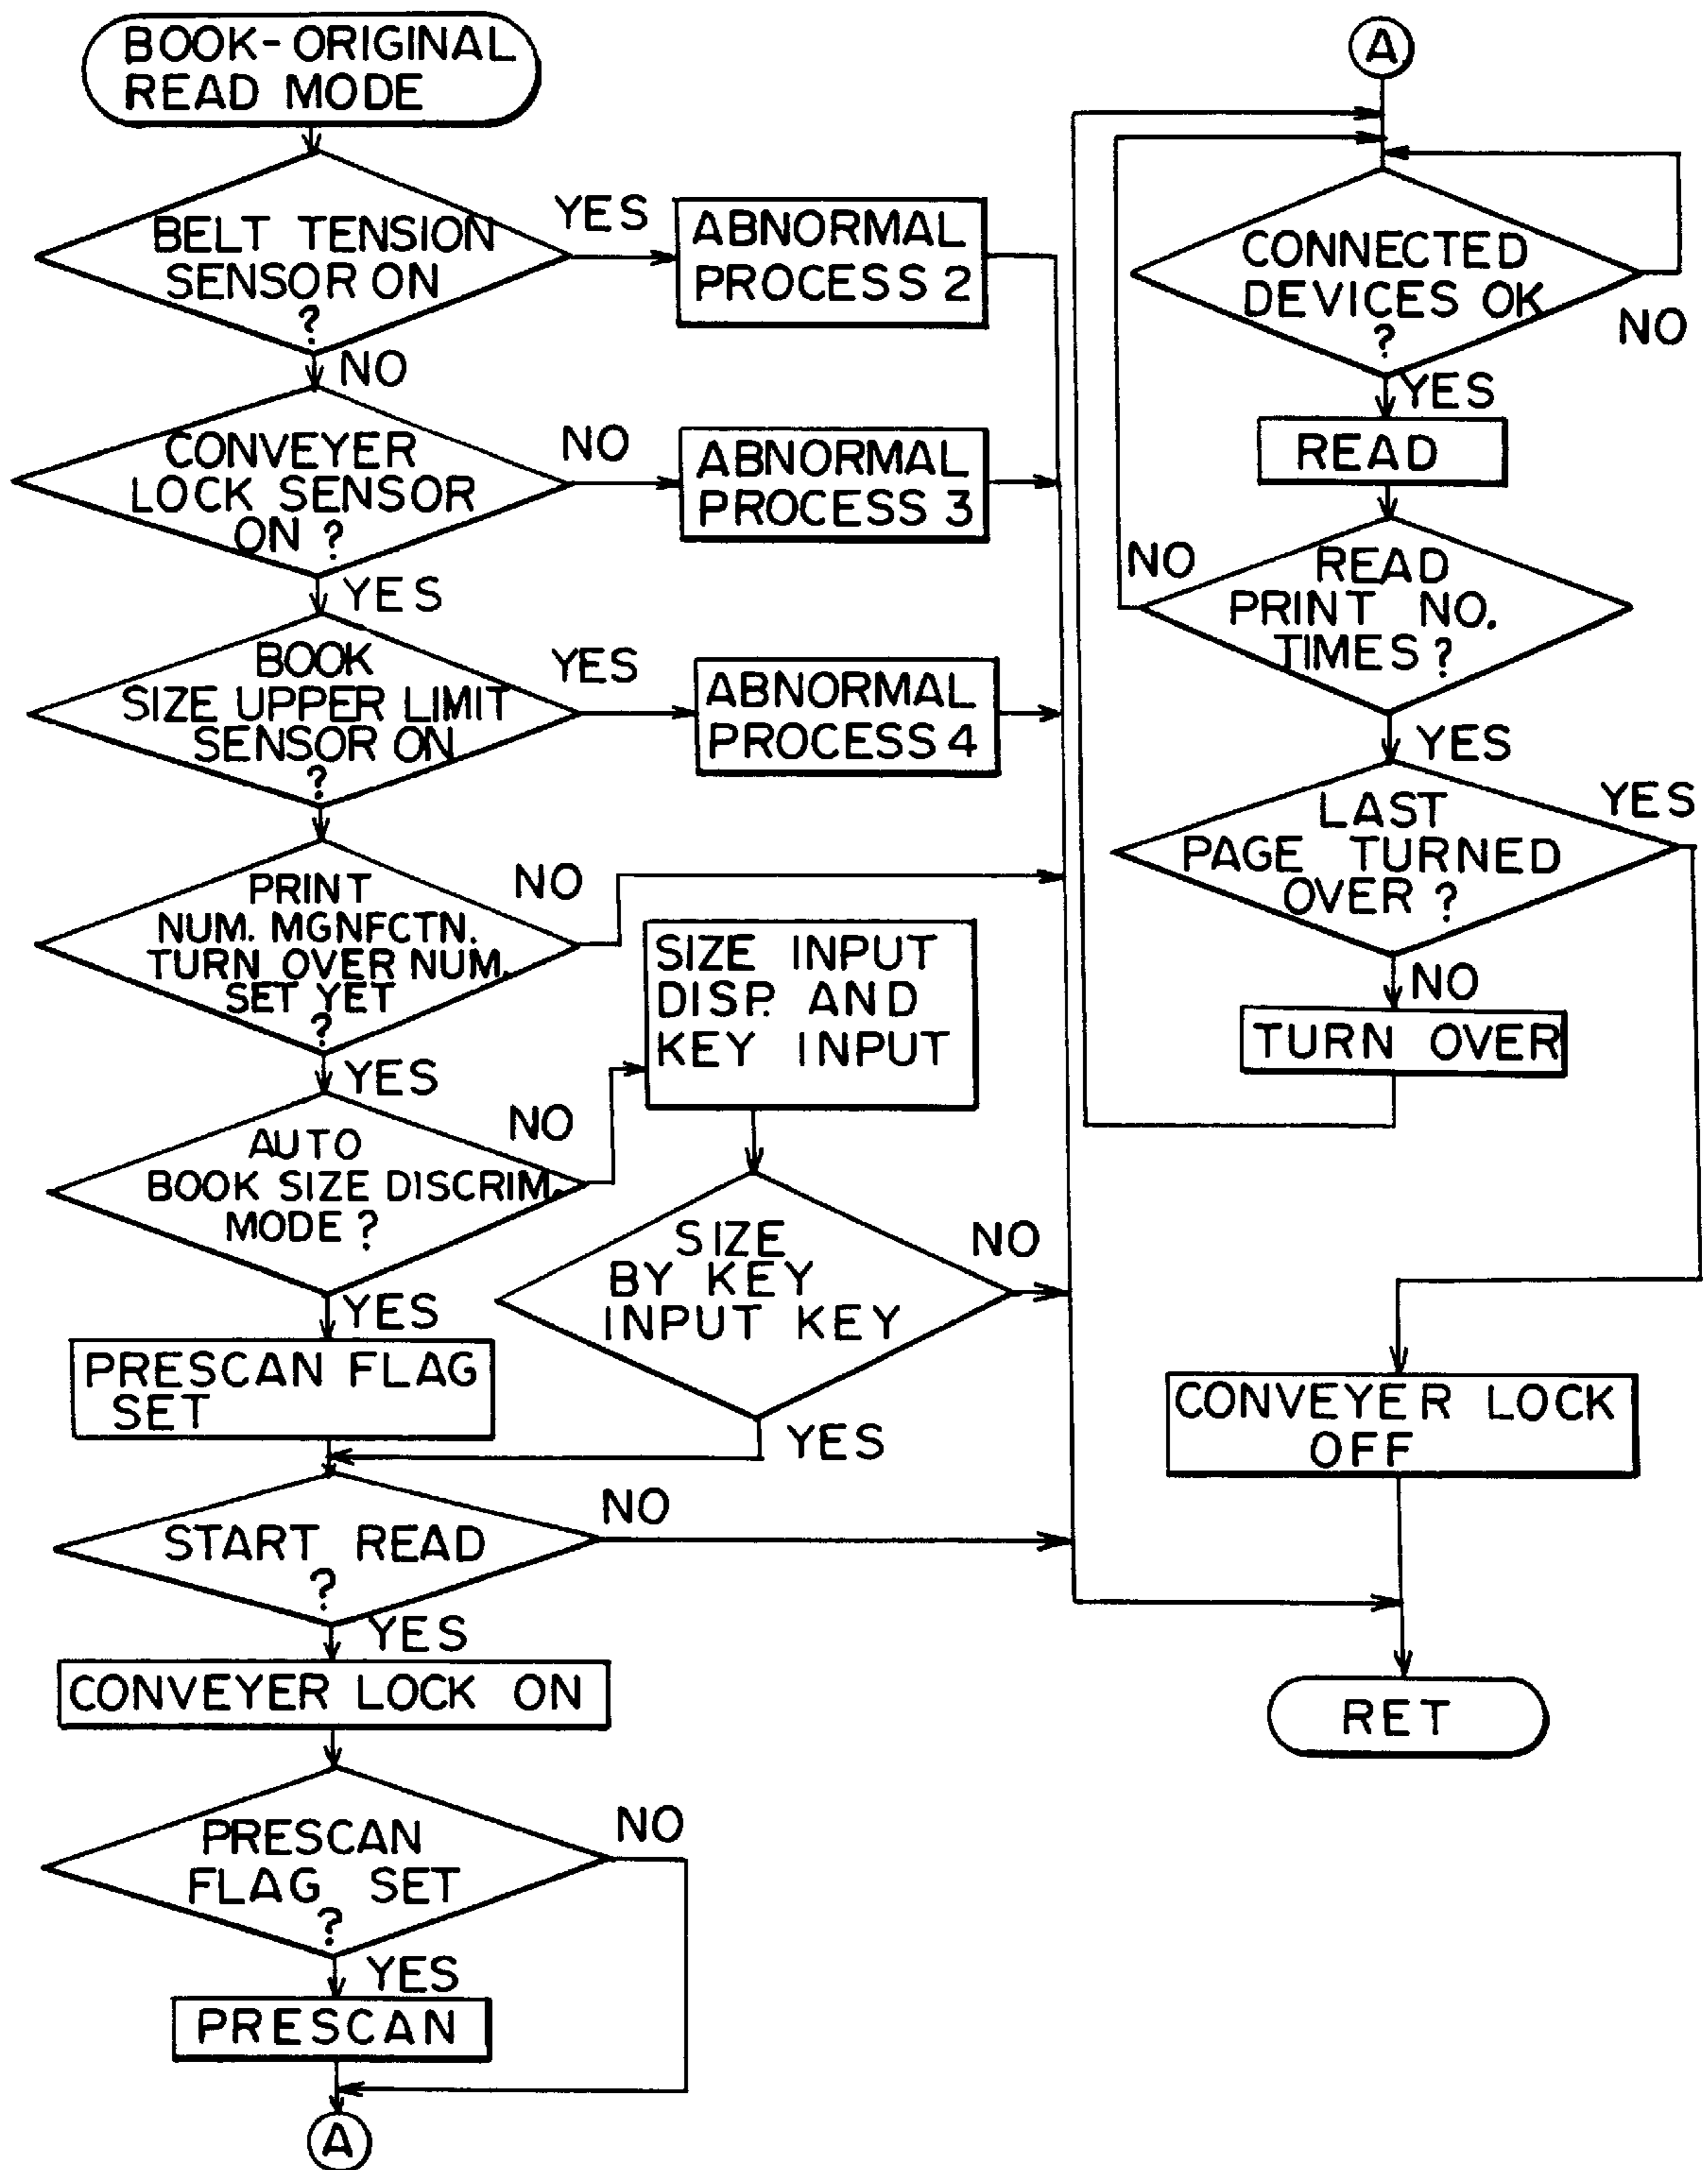 BOOK-ORIGINAL
READ MODE
BELT TENSION
SENSOR ON
?
YES
ABNORMAL
PROCESS 2
NO
CONVEYER
LOCK SENSOR
ON ?
NO
ABNORMAL
PROCESS 3
YES
BOOK
SIZE UPPER LIMIT
SENSOR ON
?
YES
ABNORMAL
PROCESS 4
PRINT
NUM. MGNFCTN.
TURN OVER NUM.
SET YET
?
NO
YES
AUTO
BOOK SIZE DISCRIM.
MODE ?
NO
SIZE INPUT
DISP. AND
KEY INPUT
SIZE
BY KEY
INPUT KEY
NO
YES
YES
PRESCAN FLAG
SET
START READ
?
NO
YES
CONVEYER LOCK ON
PRESCAN
FLAG SET
?
NO
YES
PRESCAN
A
A
CONNECTED
DEVICES OK
?
NO
YES
READ
READ
PRINT NO.
TIMES ?
NO
YES
LAST
PAGE TURNED
OVER ?
YES
NO
TURN OVER
CONVEYER LOCK
OFF
RET